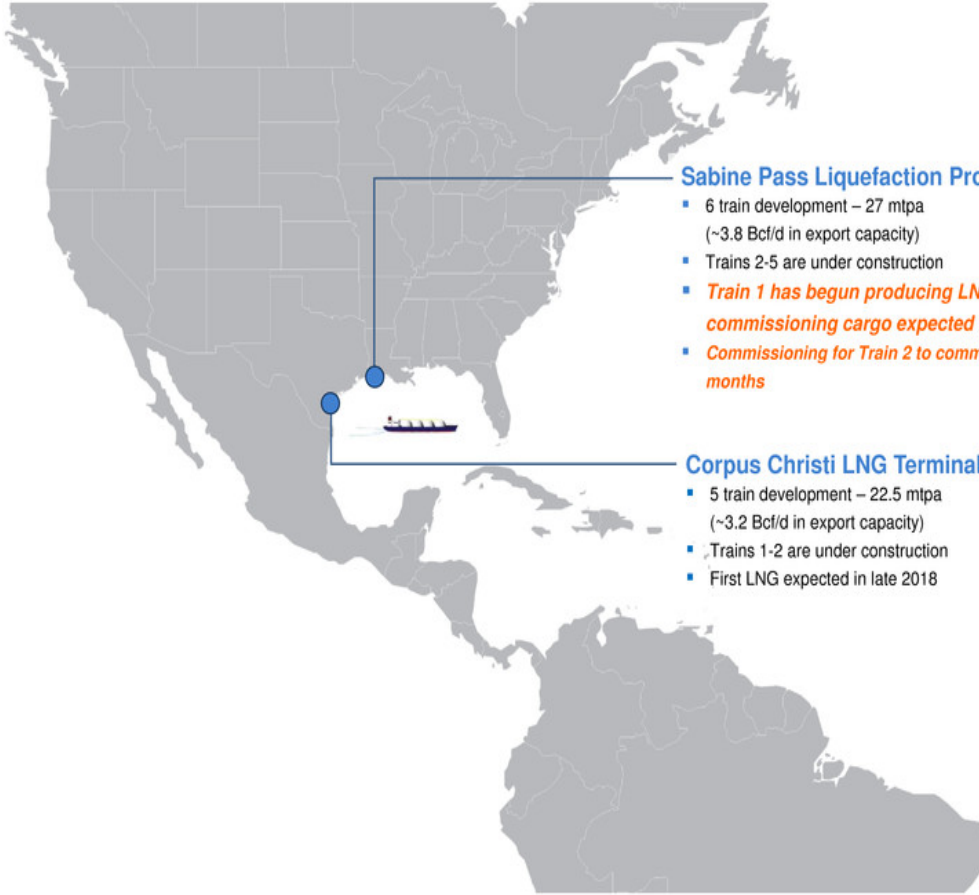 Sabine Pass Liquefaction Pro
▪ 6 train development – 27 mtpa
(~3.8 Bcf/d in export capacity)
▪ Trains 2-5 are under construction
▪ Train 1 has begun producing LN
commissioning cargo expected
▪ Commissioning for Train 2 to comm
months
Corpus Christi LNG Terminal
▪ 5 train development – 22.5 mtpa
(~3.2 Bcf/d in export capacity)
▪ Trains 1-2 are under construction
▪ First LNG expected in late 2018